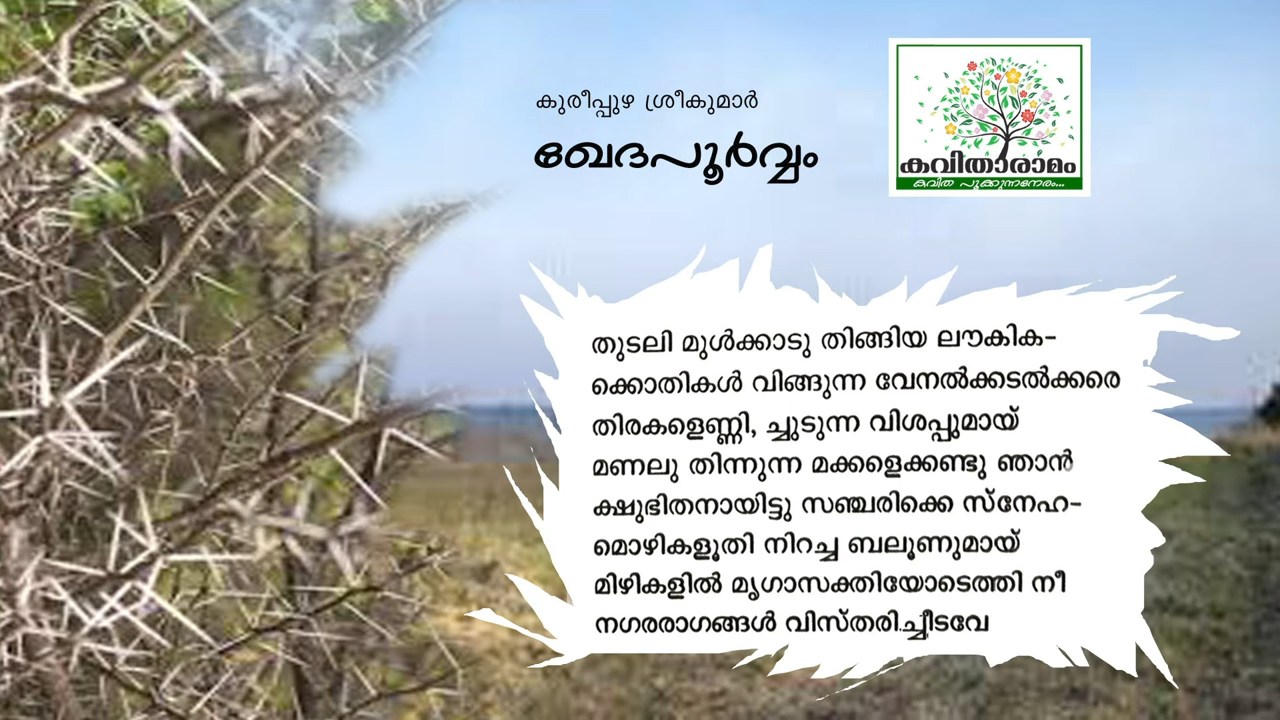 കുരീപ്പുഴ ശ്രീകുമാർ
ഖേദപൂർവ്വം
കവിതാരാമം
കവിത പൂക്കുന്നനേരം...
തുടലി മുൾക്കാടു തിങ്ങിയ ലൗകിക-
ക്കൊതികൾ വിങ്ങുന്ന വേനൽക്കടൽക്കരെ
തിരകളെണ്ണി, ച്ചുടുന്ന വിശപ്പുമായ്
മണലു തിന്നുന്ന മക്കളെക്കണ്ടു ഞാൻ
ക്ഷുഭിതനായിട്ടു സഞ്ചരിക്കെ സ്നേഹ-
മൊഴികളൂതി നിറച്ച ബലൂണുമായ്
മിഴികളിൽ മൃഗാസക്തിയോടെത്തി നീ
നഗരരാഗങ്ങൾ വിസ്തരിച്ചീടവേ